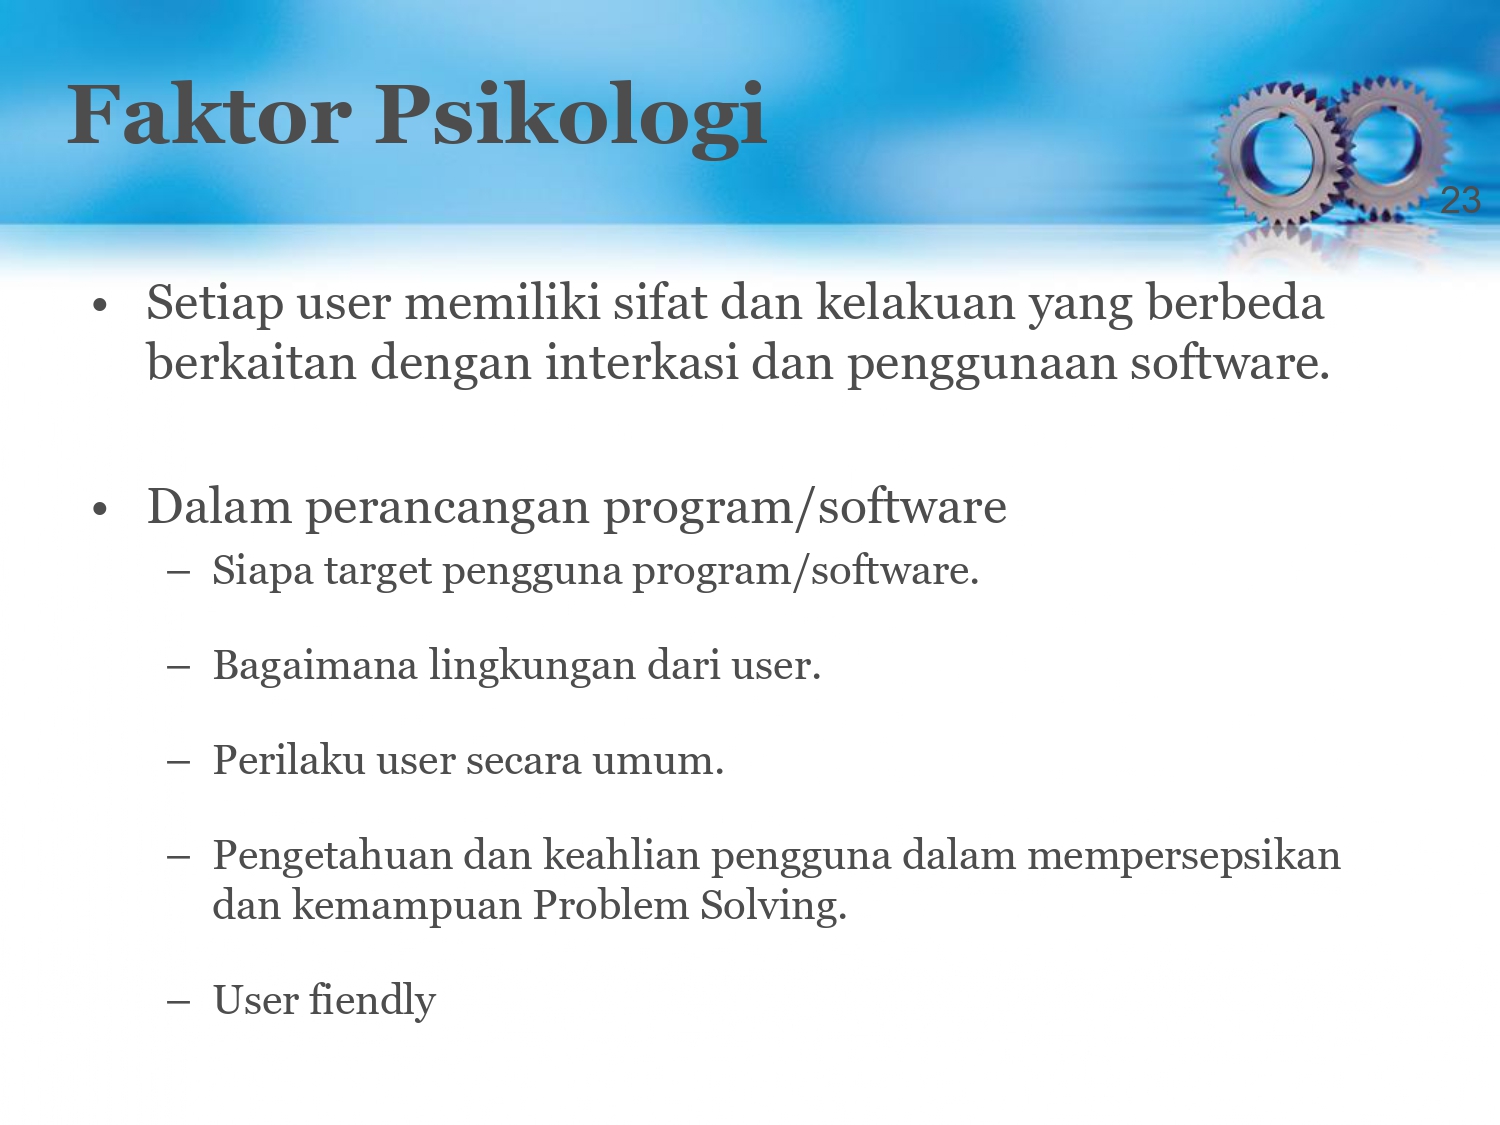 Faktor Psikologi
23
• Setiap user memiliki sifat dan kelakuan yang berbeda
berkaitan dengan interkasi dan penggunaan software.
• Dalam perancangan program/software
– Siapa target pengguna program/software.
– Bagaimana lingkungan dari user.
– Perilaku user secara umum.
– Pengetahuan dan keahlian pengguna dalam mempersepsikan
dan kemampuan Problem Solving.
– User fiendly